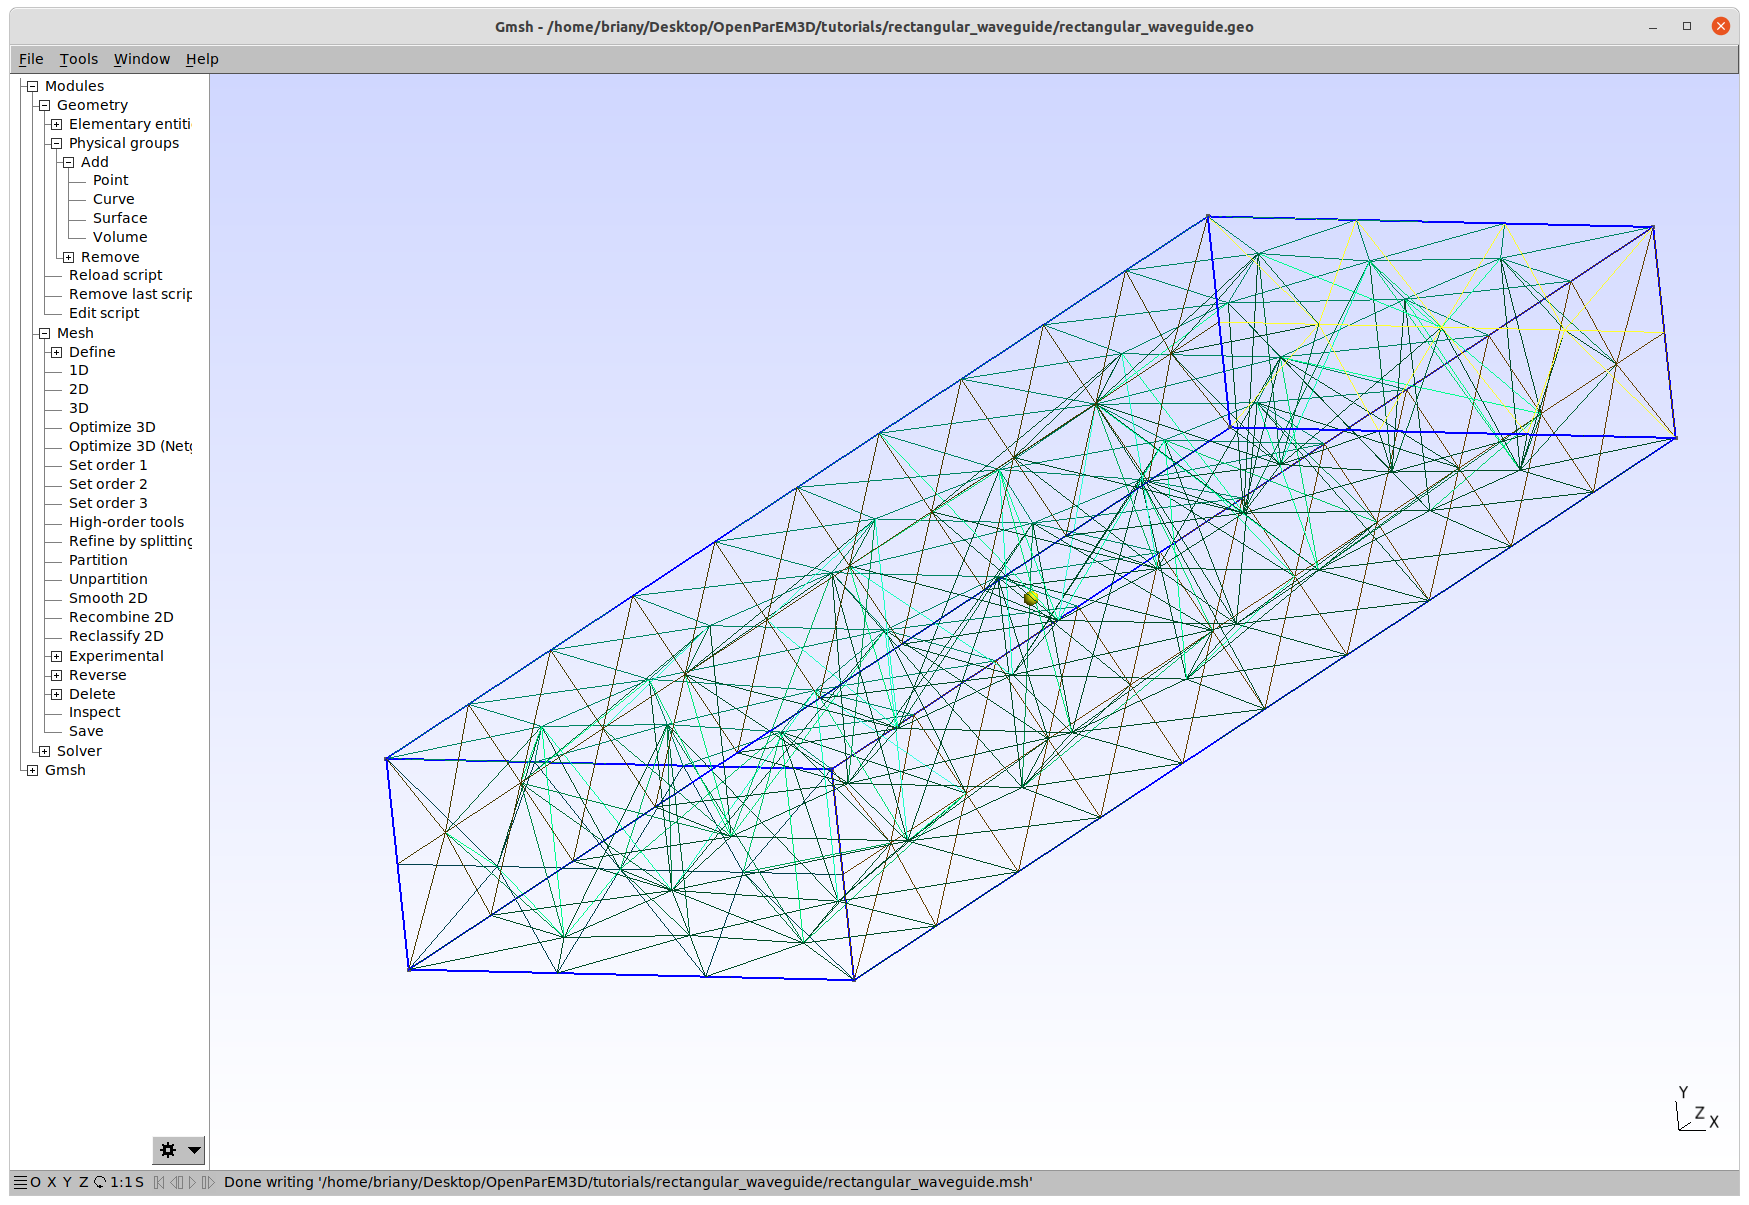 Gmsh - /home/briany/Desktop/OpenParEM3D/tutorials/rectangular_waveguide/rectangular_waveguide.geo
File Tools Window Help
Modules
Geometry
Elementary entiti
Physical groups
Add
Point
Curve
Surface
Volume
Remove
Reload script
Remove last scrip
Edit script
Mesh
Define
1D
2D
3D
Optimize 3D
Optimize 3D (Netg
Set order 1
Set order 2
Set order 3
High-order tools
Refine by splitting
Partition
Unpartition
Smooth 2D
Recombine 2D
Reclassify 2D
Experimental
Reverse
Delete
Inspect
Save
Solver
Gmsh
Y
Z X
O X Y Z 1:1 S Done writing '/home/briany/Desktop/OpenParEM3D/tutorials/rectangular_waveguide/rectangular_waveguide.msh'